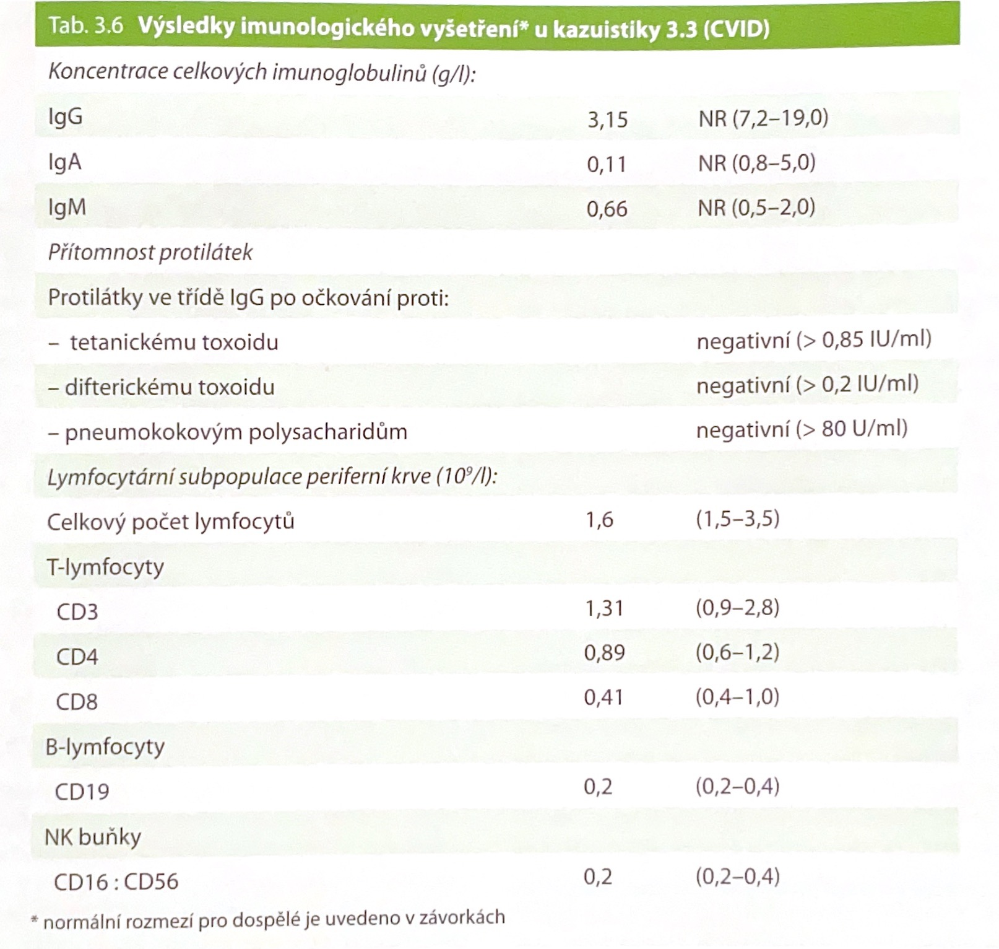 Tab. 3.6 Výsledky imunologického vyšetření* u kazuistiky 3.3 (CVID)
Koncentrace celkových imunoglobulinů (g/l):
IgG 3,15 NR (7,2–19,0)
IgA 0,11 NR (0,8–5,0)
IgM 0,66 NR (0,5–2,0)
Přítomnost protilátek
Protilátky ve třídě IgG po očkování proti:
– tetanickému toxoidu negativní (> 0,85 IU/ml)
– difterickému toxoidu negativní (> 0,2 IU/ml)
– pneumokokovým polysacharidům negativní (> 80 U/ml)
Lymfocytární subpopulace periferní krve (10⁹/l):
Celkový počet lymfocytů 1,6 (1,5–3,5)
T-lymfocyty
CD3 1,31 (0,9–2,8)
CD4 0,89 (0,6–1,2)
CD8 0,41 (0,4–1,0)
B-lymfocyty
CD19 0,2 (0,2–0,4)
NK buňky
CD16 : CD56 0,2 (0,2–0,4)
* normální rozmezí pro dospělé je uvedeno v závorkách